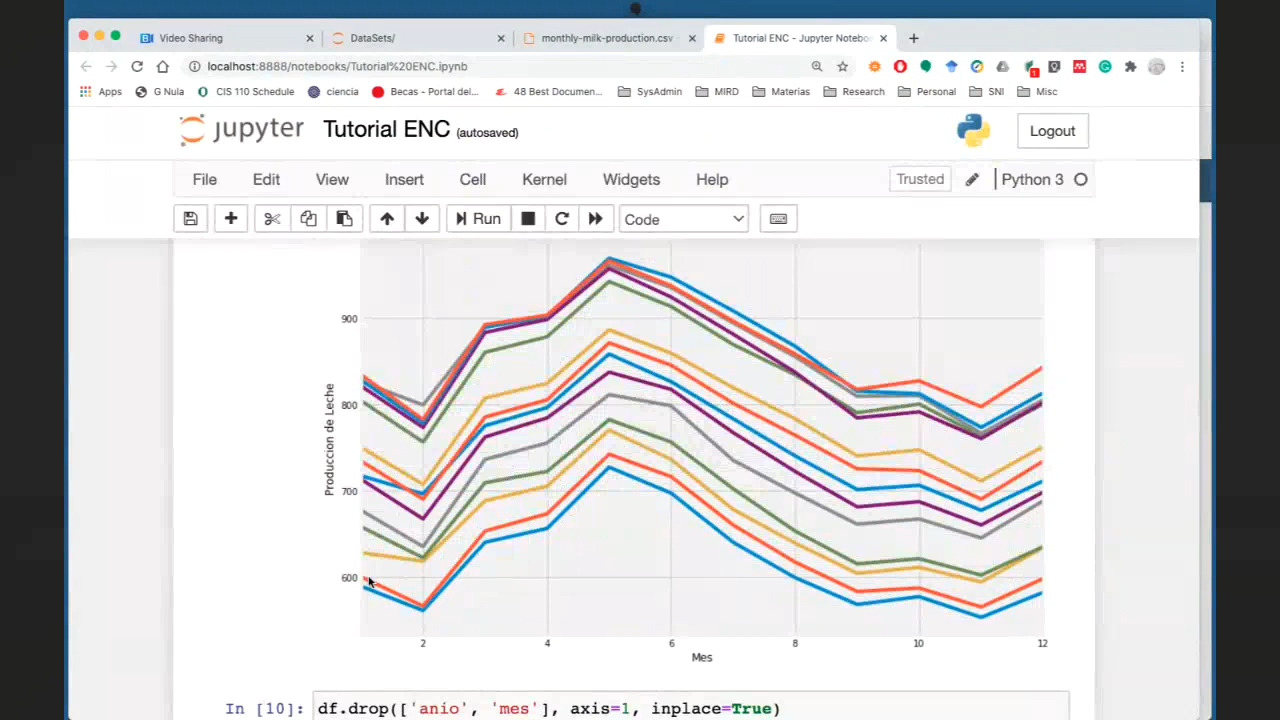 Video Sharing
DataSets/
monthly-milk-production.csv
Tutorial ENC - Jupyter Notebo
localhost:8888/notebooks/Tutorial%20ENC.ipynb
1
Apps
G Nula
CIS 110 Schedule
ciencia
Becas - Portal del...
48 Best Documen...
SysAdmin
MIRD
Materias
Research
Personal
SNI
Misc
jupyter Tutorial ENC (autosaved)
Logout
File Edit View Insert Cell Kernel Widgets Help
Trusted
Python 3
Run
Code
900
800
700
600
Produccion de Leche
2 4 6 8 10 12
Mes
In [10]: df.drop(['anio', 'mes'], axis=1, inplace=True)